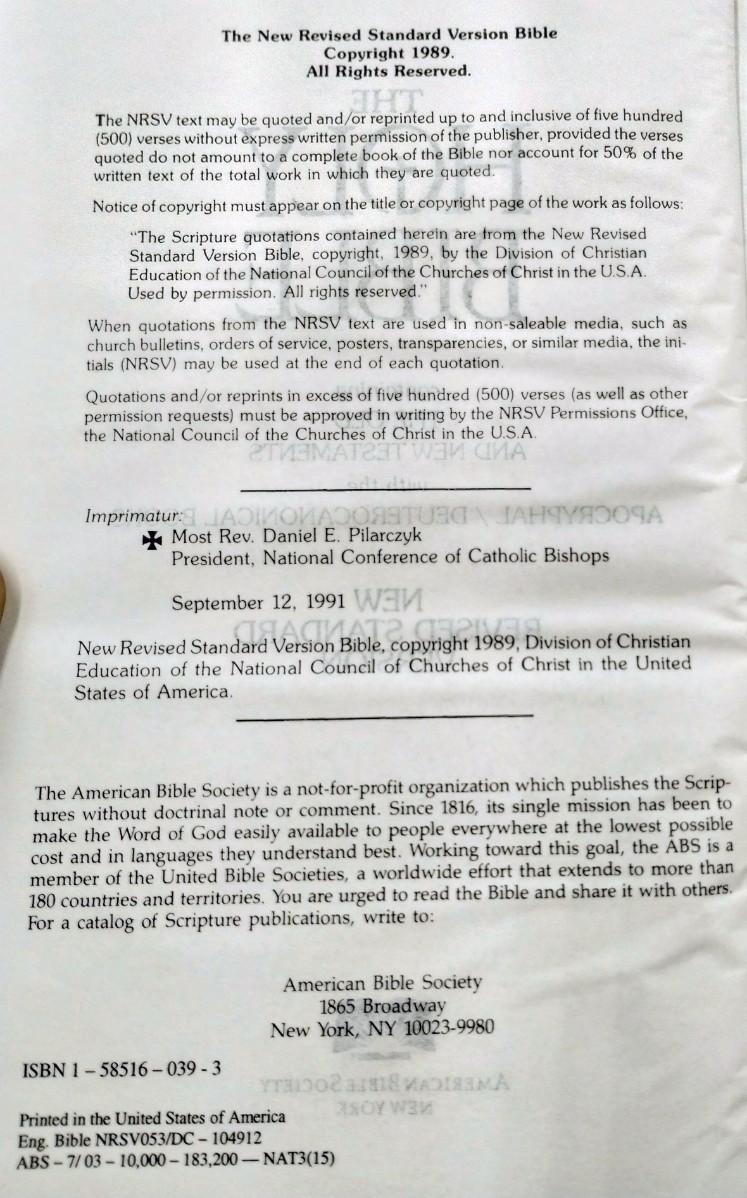 The New Revised Standard Version Bible
Copyright 1989.
All Rights Reserved.
The NRSV text may be quoted and/or reprinted up to and inclusive of five hundred
(500) verses without express written permission of the publisher, provided the verses
quoted do not amount to a complete book of the Bible nor account for 50% of the
written text of the total work in which they are quoted.
Notice of copyright must appear on the title or copyright page of the work as follows:
"The Scripture quotations contained herein are from the New Revised
Standard Version Bible, copyright, 1989, by the Division of Christian
Education of the National Council of the Churches of Christ in the U.S.A.
Used by permission. All rights reserved."
When quotations from the NRSV text are used in non-saleable media, such as
church bulletins, orders of service, posters, transparencies, or similar media, the ini-
tials (NRSV) may be used at the end of each quotation.
Quotations and/or reprints in excess of five hundred (500) verses (as well as other
permission requests) must be approved in writing by the NRSV Permissions Office,
the National Council of the Churches of Christ in the U.S.A.
Imprimatur:
✠ Most Rev. Daniel E. Pilarczyk
President, National Conference of Catholic Bishops
September 12, 1991
New Revised Standard Version Bible, copyright 1989, Division of Christian
Education of the National Council of Churches of Christ in the United
States of America.
The American Bible Society is a not-for-profit organization which publishes the Scrip-
tures without doctrinal note or comment. Since 1816, its single mission has been to
make the Word of God easily available to people everywhere at the lowest possible
cost and in languages they understand best. Working toward this goal, the ABS is a
member of the United Bible Societies, a worldwide effort that extends to more than
180 countries and territories. You are urged to read the Bible and share it with others.
For a catalog of Scripture publications, write to:
American Bible Society
1865 Broadway
New York, NY 10023-9980
ISBN 1 – 58516 – 039 - 3
Printed in the United States of America
Eng. Bible NRSV053/DC – 104912
ABS – 7/ 03 – 10,000 – 183,200 — NAT3(15)